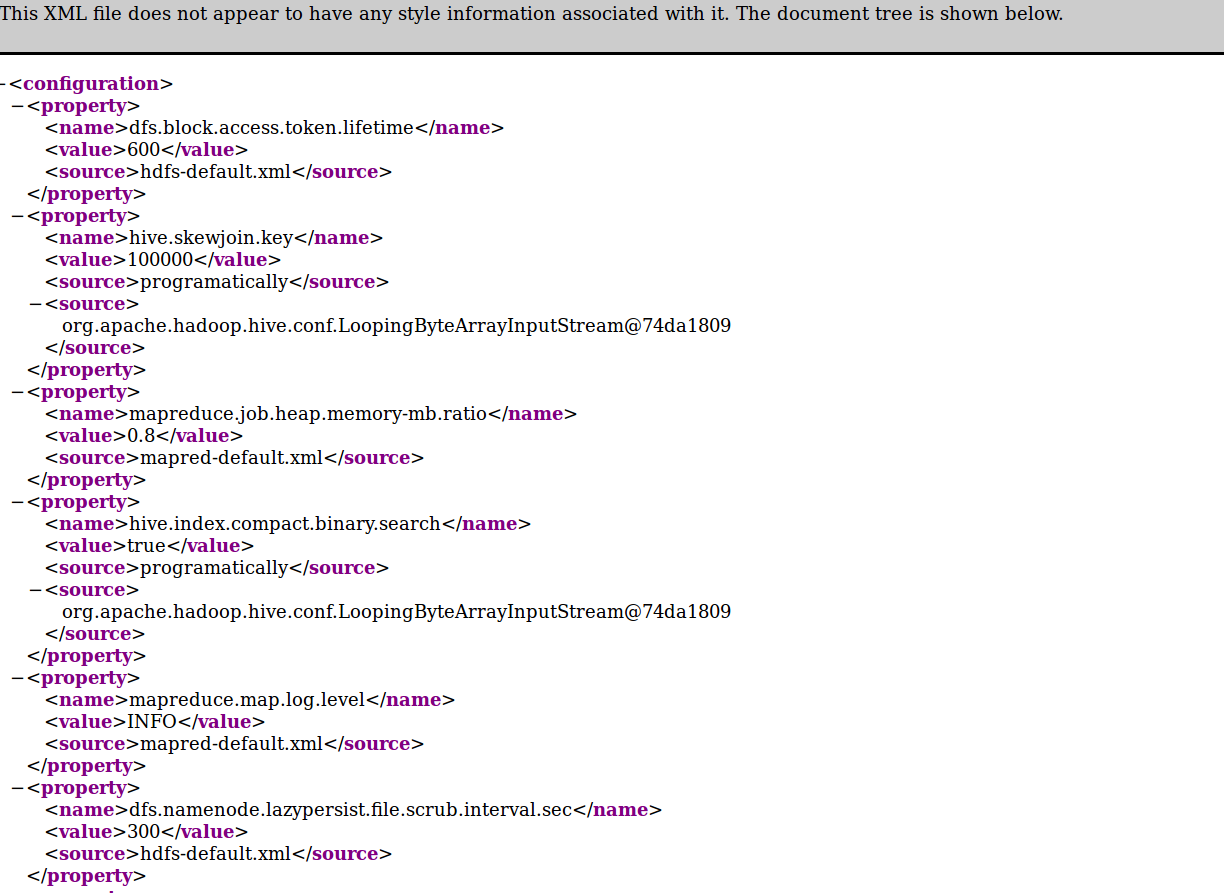 This XML file does not appear to have any style information associated with it. The document tree is shown below.
−<configuration>
−<property>
<name>dfs.block.access.token.lifetime</name>
<value>600</value>
<source>hdfs-default.xml</source>
</property>
−<property>
<name>hive.skewjoin.key</name>
<value>100000</value>
<source>programatically</source>
−<source>
org.apache.hadoop.hive.conf.LoopingByteArrayInputStream@74da1809
</source>
</property>
−<property>
<name>mapreduce.job.heap.memory-mb.ratio</name>
<value>0.8</value>
<source>mapred-default.xml</source>
</property>
−<property>
<name>hive.index.compact.binary.search</name>
<value>true</value>
<source>programatically</source>
−<source>
org.apache.hadoop.hive.conf.LoopingByteArrayInputStream@74da1809
</source>
</property>
−<property>
<name>mapreduce.map.log.level</name>
<value>INFO</value>
<source>mapred-default.xml</source>
</property>
−<property>
<name>dfs.namenode.lazypersist.file.scrub.interval.sec</name>
<value>300</value>
<source>hdfs-default.xml</source>
</property>